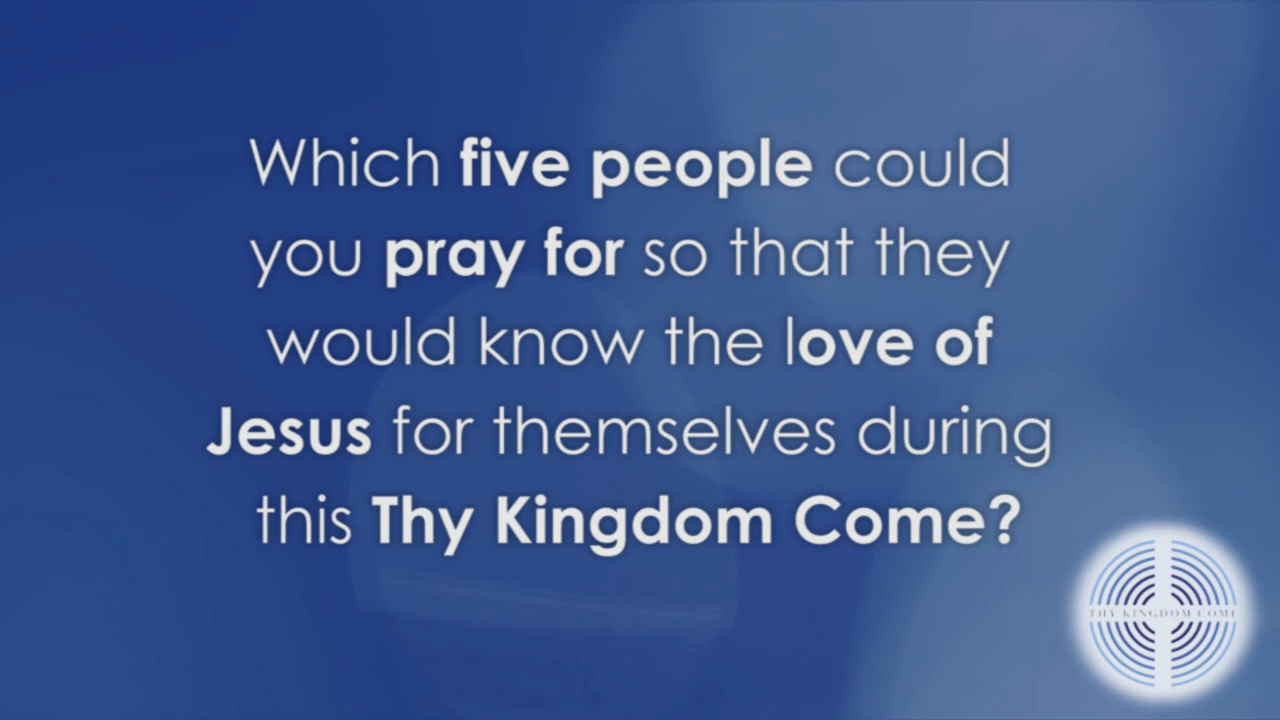 Which five people could
you pray for so that they
would know the love of
Jesus for themselves during
this Thy Kingdom Come?
THY KINGDOM COME